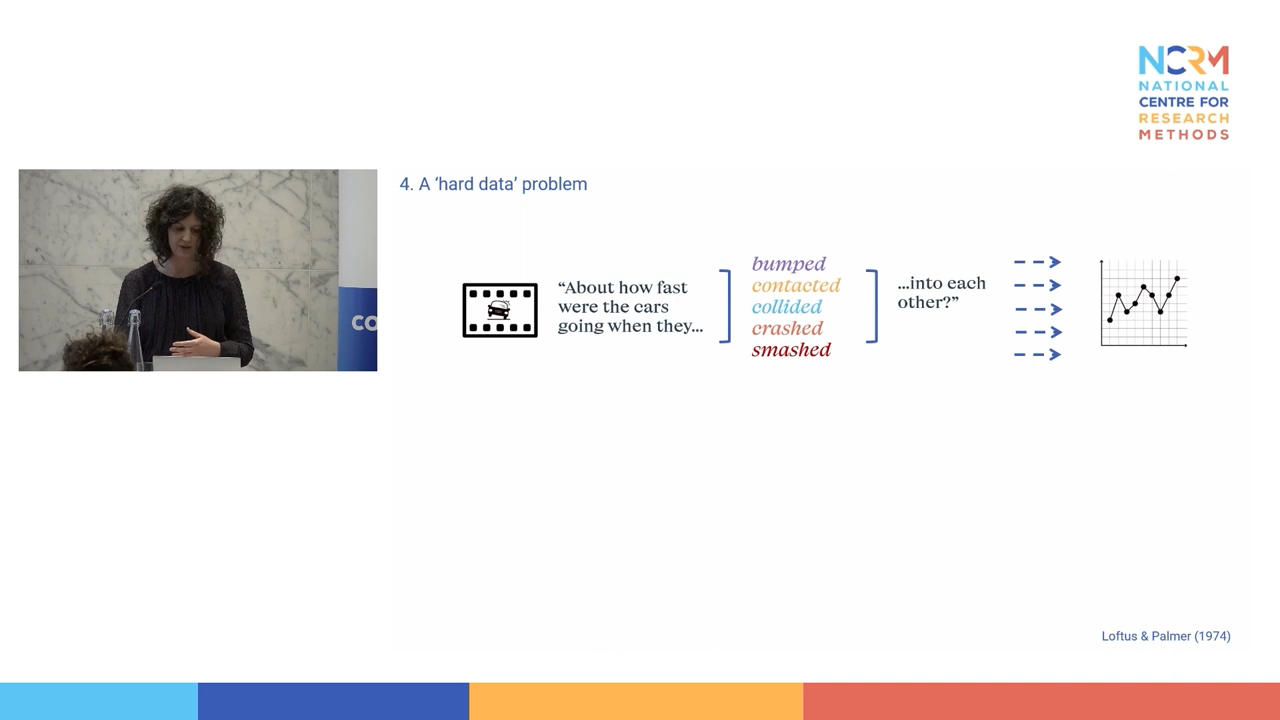 NCRM
NATIONAL
CENTRE FOR
RESEARCH
METHODS
4. A ‘hard data’ problem
“About how fast
were the cars
going when they...
bumped
contacted
collided
crashed
smashed
...into each
other?”
CO
Loftus & Palmer (1974)